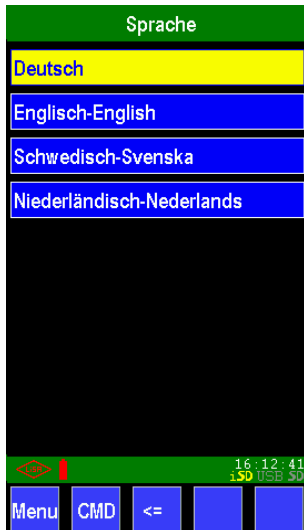 Sprache
Deutsch
Englisch-English
Schwedisch-Svenska
Niederländisch-Nederlands
16:12:41
iSD USB SD
Menu CMD <=